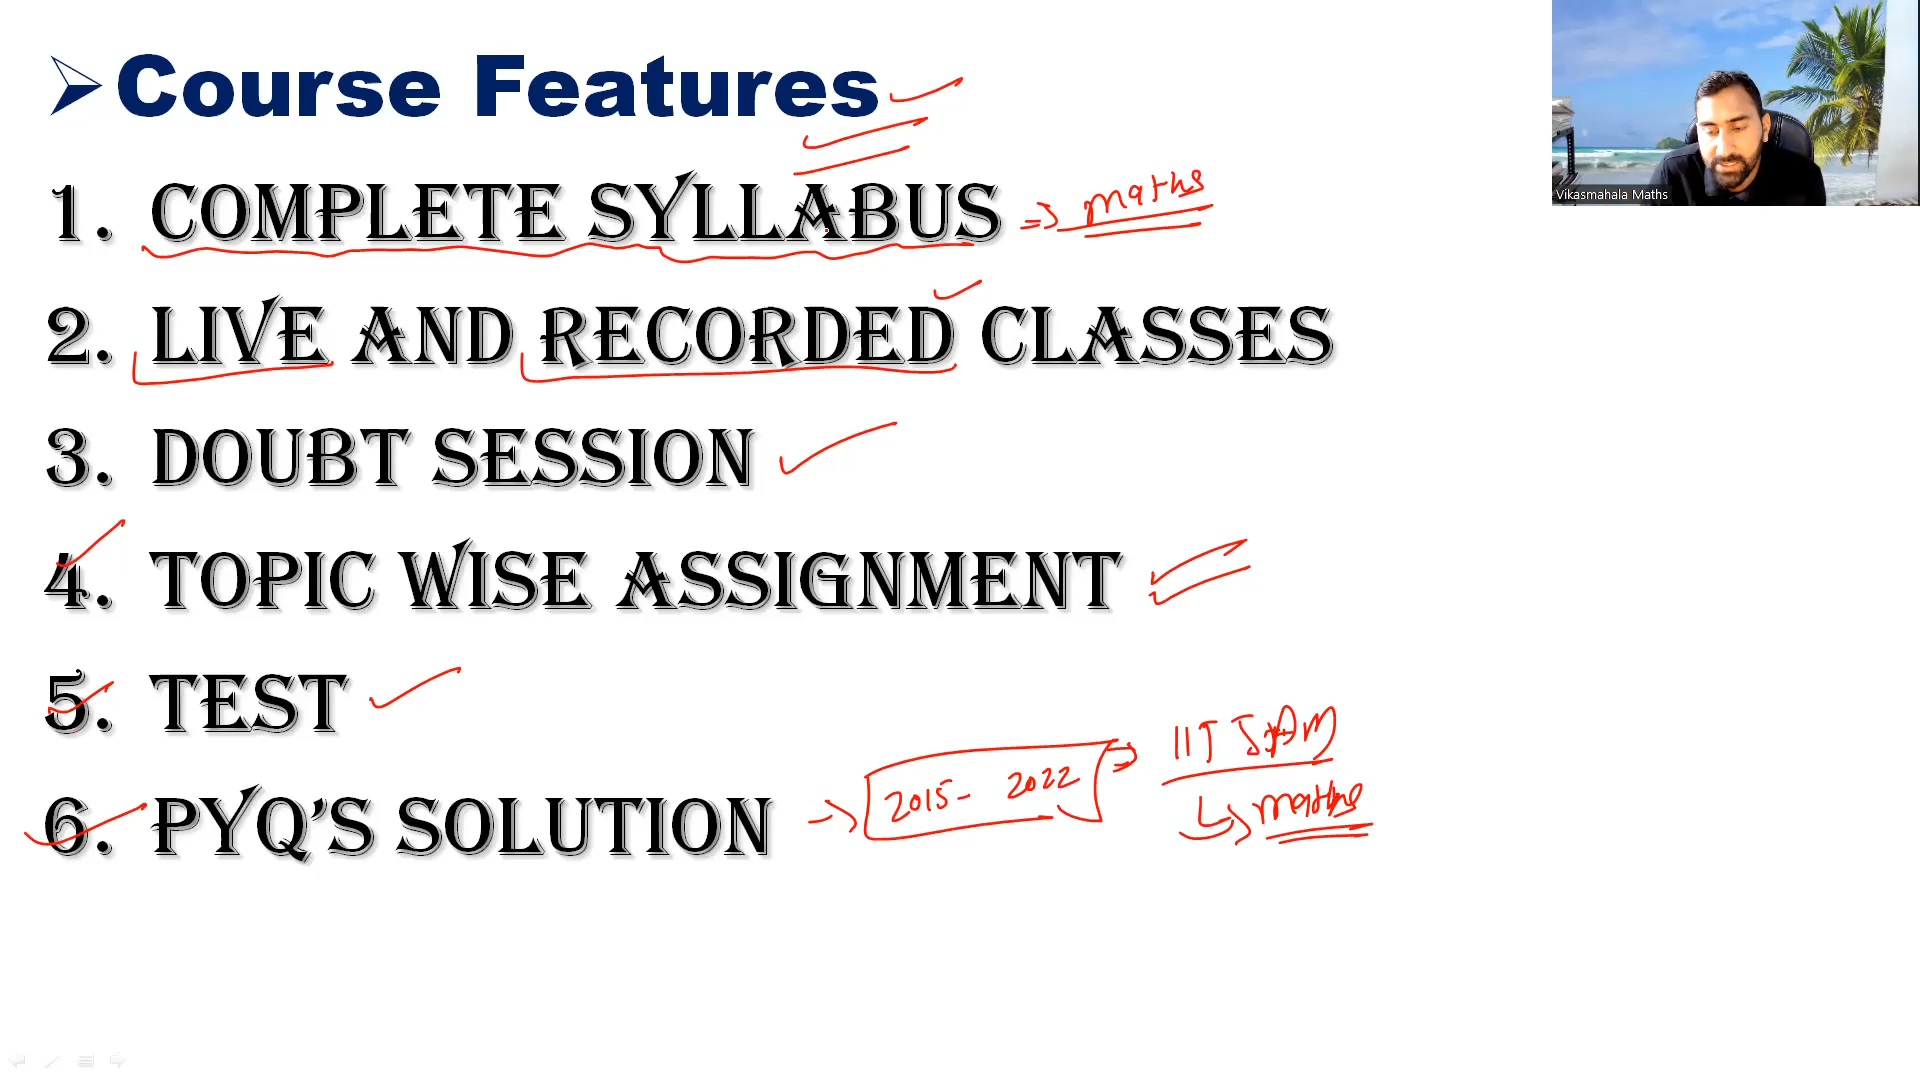 Course Features
1. COMPLETE SYLLABUS => maths
Vikasmahala Maths
2. LIVE AND RECORDED CLASSES
3. DOUBT SESSION
4. TOPIC WISE ASSIGNMENT
5. TEST
6. PYQ'S SOLUTION → 2015- 2022 => IIT JAM
maths